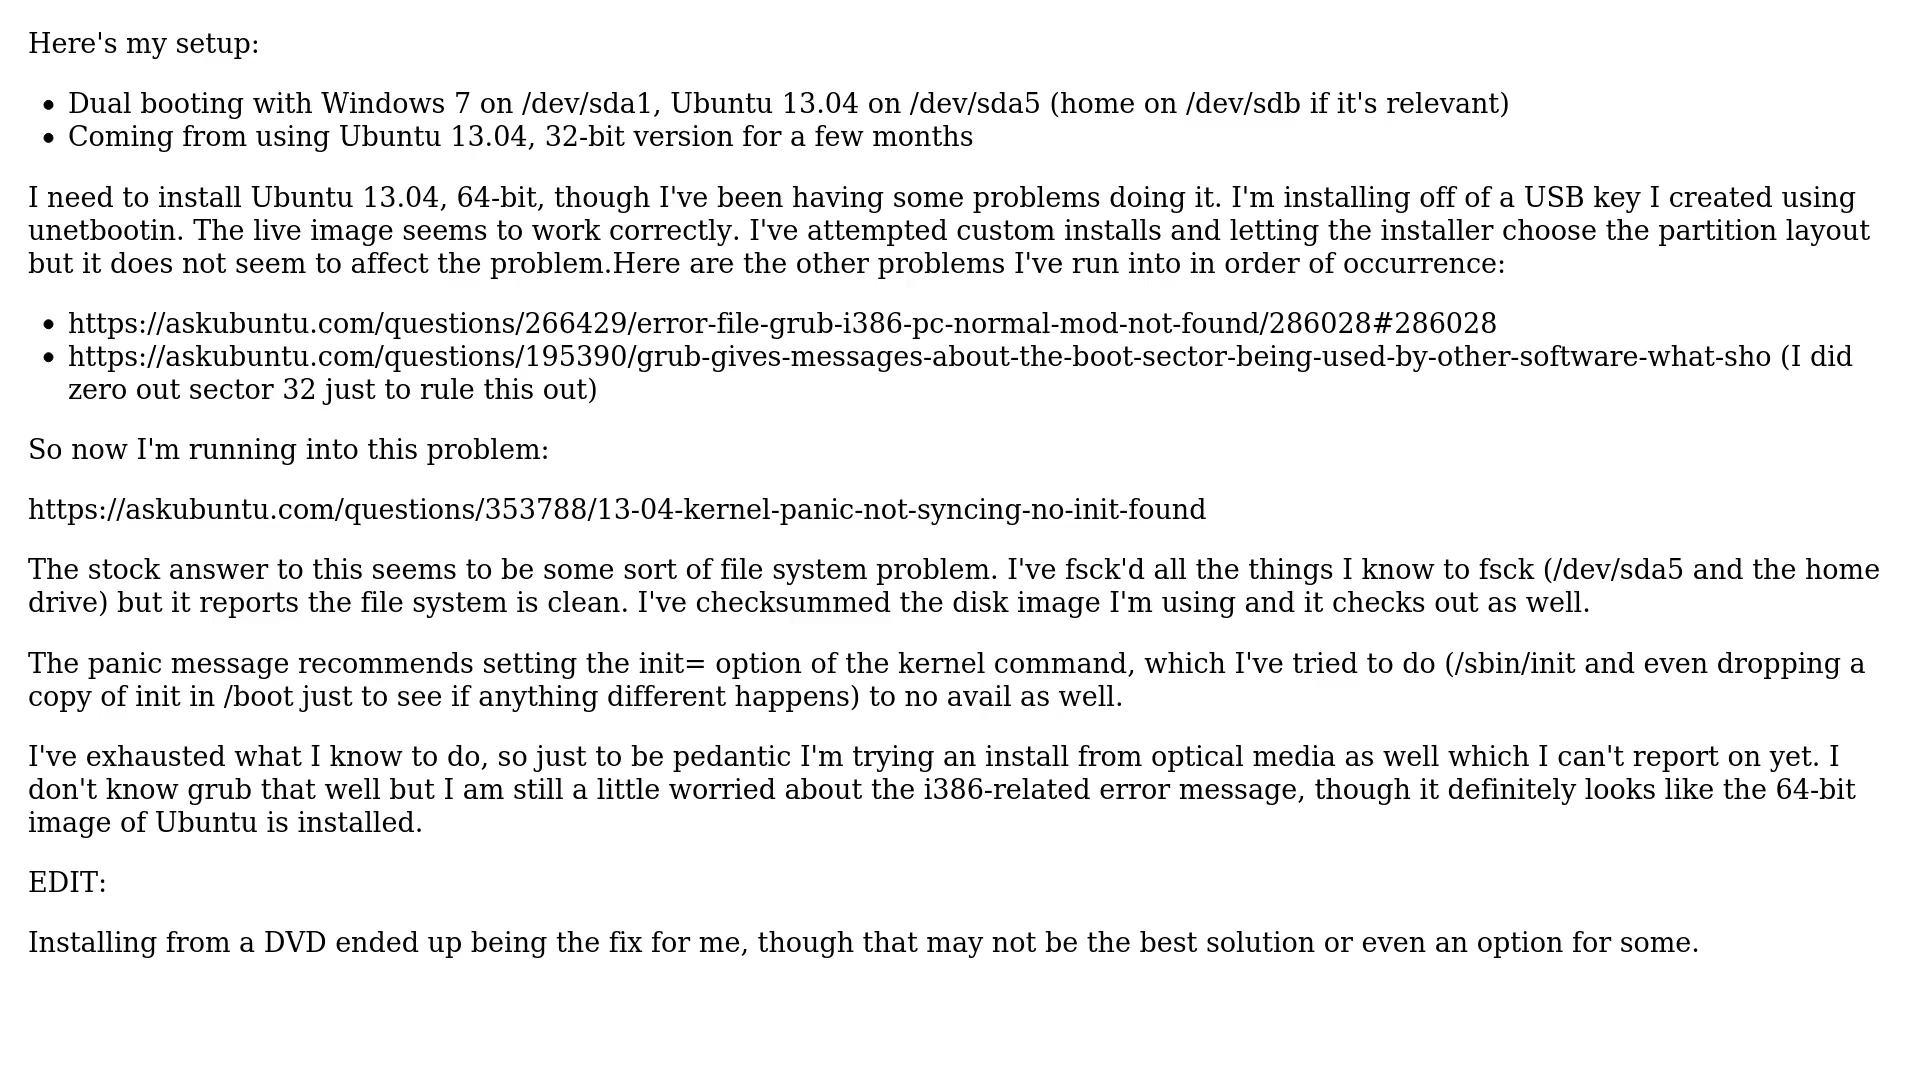 Here's my setup:
• Dual booting with Windows 7 on /dev/sda1, Ubuntu 13.04 on /dev/sda5 (home on /dev/sdb if it's relevant)
• Coming from using Ubuntu 13.04, 32-bit version for a few months
I need to install Ubuntu 13.04, 64-bit, though I've been having some problems doing it. I'm installing off of a USB key I created using
unetbootin. The live image seems to work correctly. I've attempted custom installs and letting the installer choose the partition layout
but it does not seem to affect the problem.Here are the other problems I've run into in order of occurrence:
• https://askubuntu.com/questions/266429/error-file-grub-i386-pc-normal-mod-not-found/286028#286028
• https://askubuntu.com/questions/195390/grub-gives-messages-about-the-boot-sector-being-used-by-other-software-what-sho (I did
zero out sector 32 just to rule this out)
So now I'm running into this problem:
https://askubuntu.com/questions/353788/13-04-kernel-panic-not-syncing-no-init-found
The stock answer to this seems to be some sort of file system problem. I've fsck'd all the things I know to fsck (/dev/sda5 and the home
drive) but it reports the file system is clean. I've checksummed the disk image I'm using and it checks out as well.
The panic message recommends setting the init= option of the kernel command, which I've tried to do (/sbin/init and even dropping a
copy of init in /boot just to see if anything different happens) to no avail as well.
I've exhausted what I know to do, so just to be pedantic I'm trying an install from optical media as well which I can't report on yet. I
don't know grub that well but I am still a little worried about the i386-related error message, though it definitely looks like the 64-bit
image of Ubuntu is installed.
EDIT:
Installing from a DVD ended up being the fix for me, though that may not be the best solution or even an option for some.